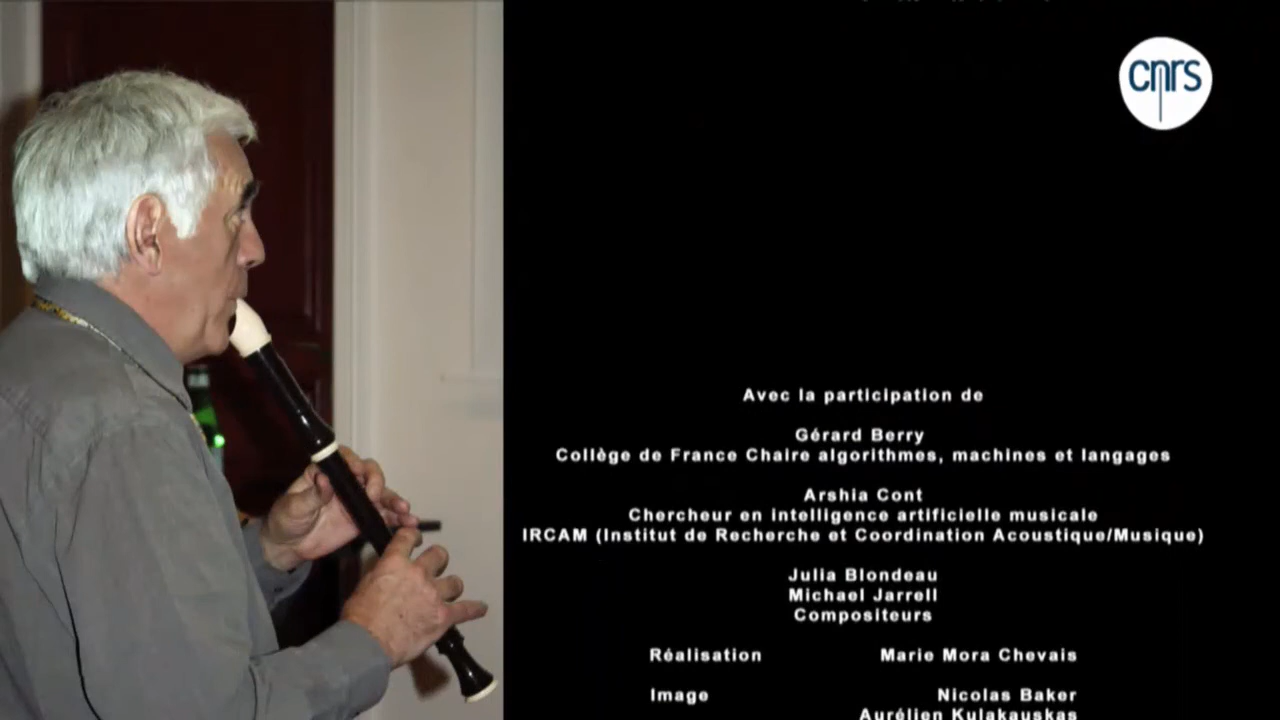 cnrs
Avec la participation de
Gérard Berry
Collège de France Chaire algorithmes, machines et langages
Arshia Cont
Chercheur en intelligence artificielle musicale
IRCAM (Institut de Recherche et Coordination Acoustique/Musique)
Julia Blondeau
Michael Jarrell
Compositeurs
Réalisation Marie Mora Chevais
Image Nicolas Baker
Aurélien Kulakauskas